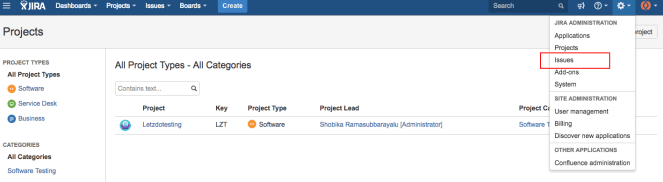 JIRA Dashboards Projects Issues Boards Create Search
Projects
roject
JIRA ADMINISTRATION
Applications
Projects
Issues
Add-ons
System
SITE ADMINISTRATION
User management
Billing
Discover new applications
OTHER APPLICATIONS
Confluence administration
PROJECT TYPES
All Project Types
Software
Service Desk
Business
CATEGORIES
All Categories
Software Testing
All Project Types - All Categories
Contains text...
Project Key Project Type Project Lead Project Ca
Letzdotesting LZT Software Shobika Ramasubbarayalu [Administrator] Software T